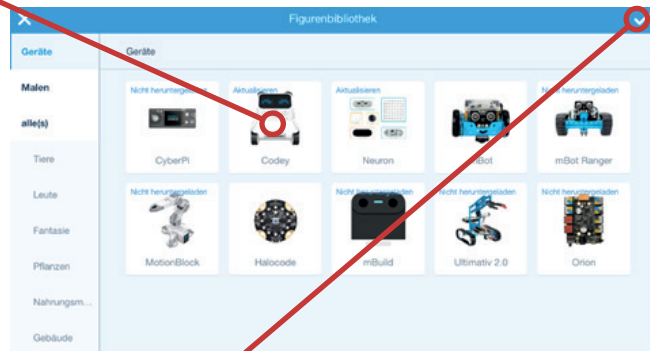 Figurenbibliothek
Geräte
Geräte
Malen
alle(s)
Tiere
Leute
Fantasie
Pflanzen
Nahrungsm...
Gebäude
Nicht heruntergeladen
CyberPi
Aktualisieren
Codey
Aktualisieren
Neuron
mBot
Nicht heruntergeladen
mBot Ranger
Nicht heruntergeladen
MotionBlock
Halocode
Nicht heruntergeladen
mBuild
Nicht heruntergeladen
Ultimativ 2.0
Nicht heruntergeladen
Orion